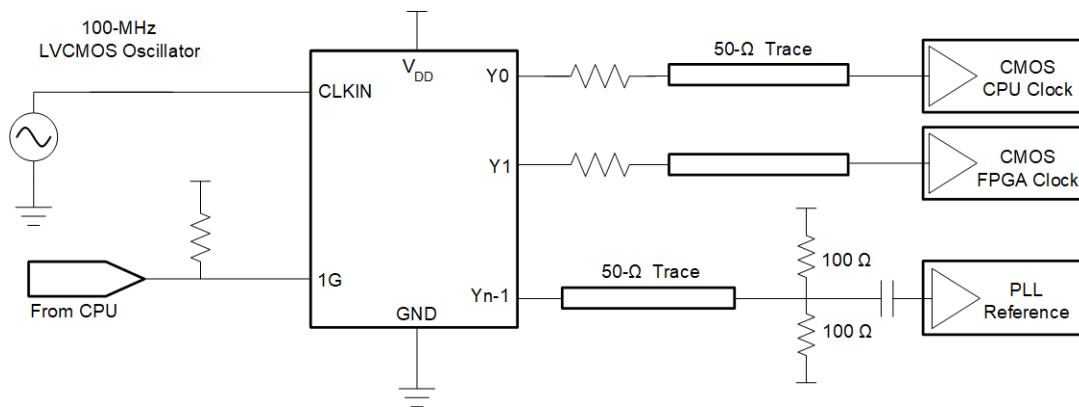 100-MHz
LVCMOS Oscillator
50-Ω Trace
V_DD
Y0
CMOS
CPU Clock
CLKIN
Y1
CMOS
FPGA Clock
50-Ω Trace
100 Ω
1G
Yn-1
PLL
Reference
From CPU
GND
100 Ω